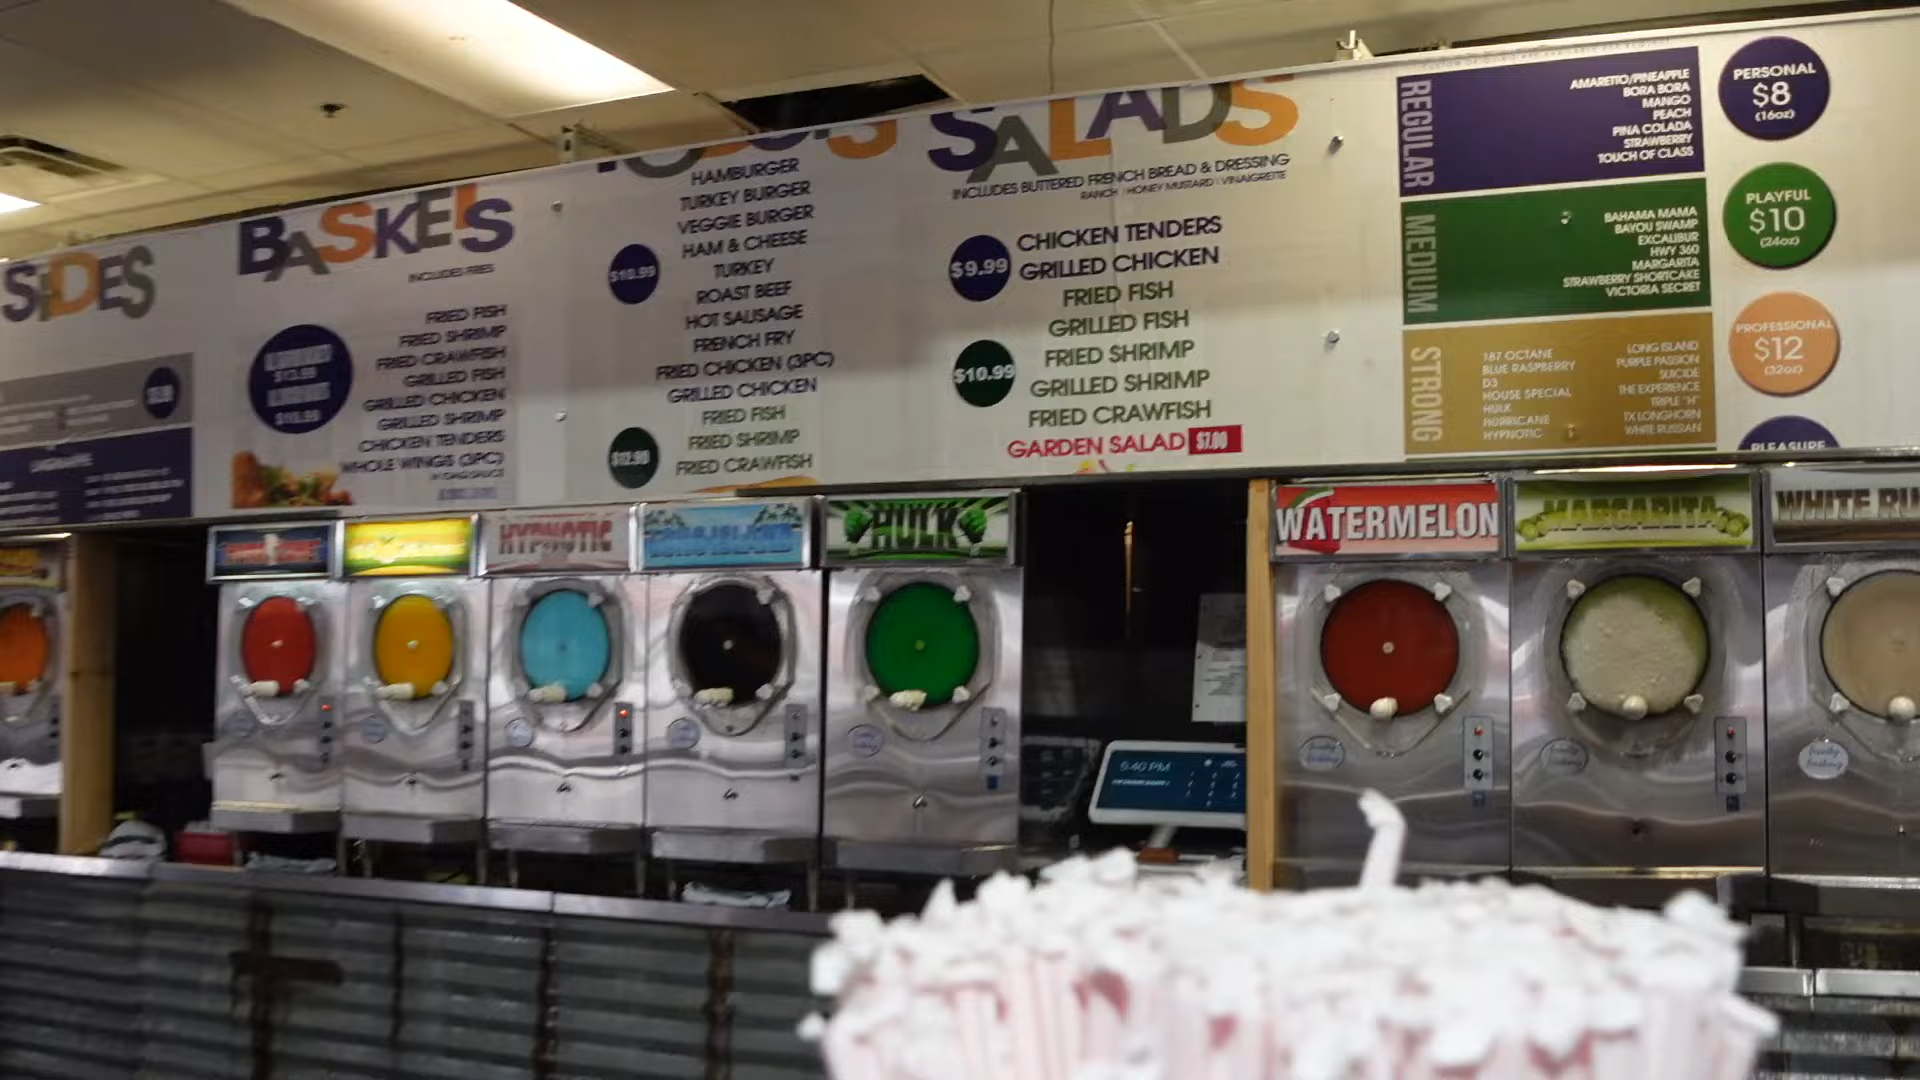 SIDES
BASKETS
INCLUDES FRIES
FRIED FISH
FRIED SHRIMP
FRIED CRAWFISH
GRILLED FISH
GRILLED CHICKEN
GRILLED SHRIMP
CHICKEN TENDERS
WHOLE WINGS (3PC)
HAMBURGER
TURKEY BURGER
VEGGIE BURGER
HAM & CHEESE
TURKEY
ROAST BEEF
HOT SAUSAGE
FRENCH FRY
FRIED CHICKEN (3PC)
GRILLED CHICKEN
$10.99
FRIED FISH
FRIED SHRIMP
FRIED CRAWFISH
SALADS
INCLUDES BUTTERED FRENCH BREAD & DRESSING
RANCH | HONEY MUSTARD | VINAIGRETTE
$9.99
CHICKEN TENDERS
GRILLED CHICKEN
$10.99
FRIED FISH
GRILLED FISH
FRIED SHRIMP
GRILLED SHRIMP
FRIED CRAWFISH
GARDEN SALAD $7.00
REGULAR
AMARETTO/PINEAPPLE
BORA BORA
MANGO
PEACH
PINA COLADA
STRAWBERRY
TOUCH OF CLASS
MEDIUM
BAHAMA MAMA
BAYOU SWAMP
EXCALIBUR
HWY 360
MARGARITA
STRAWBERRY SHORTCAKE
VICTORIA SECRET
STRONG
187 OCTANE
BLUE RASPBERRY
D3
HOUSE SPECIAL
HULK
HURRICANE
HYPNOTIC
LONG ISLAND
PURPLE PASSION
SUICIDE
THE EXPERIENCE
TRIPLE "H"
TX LONGHORN
WHITE RUSSIAN
PERSONAL
$8
(16oz)
PLAYFUL
$10
(24oz)
PROFESSIONAL
$12
(32oz)
PLEASURE
HYPNOTIC
LONG ISLAND
HULK
WATERMELON
MARGARITA
WHITE RU
5:40 PM